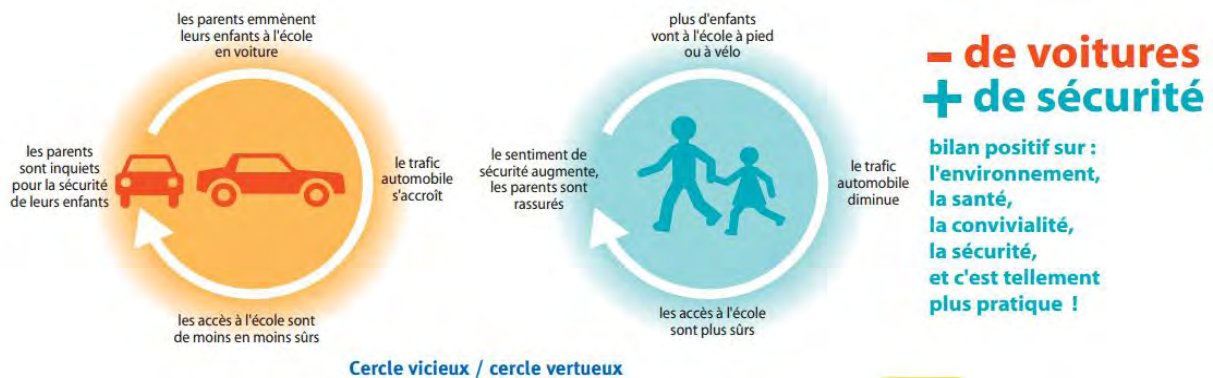 les parents emmènent
leurs enfants à l'école
en voiture
le trafic
automobile
s'accroît
les accès à l'école sont
de moins en moins sûrs
les parents
sont inquiets
pour la sécurité
de leurs enfants
plus d'enfants
vont à l'école à pied
ou à vélo
le trafic
automobile
diminue
les accès à l'école
sont plus sûrs
le sentiment de
sécurité augmente,
les parents sont
rassurés
- de voitures
+ de sécurité
bilan positif sur :
l'environnement,
la santé,
la convivialité,
la sécurité,
et c'est tellement
plus pratique !
Cercle vicieux / cercle vertueux